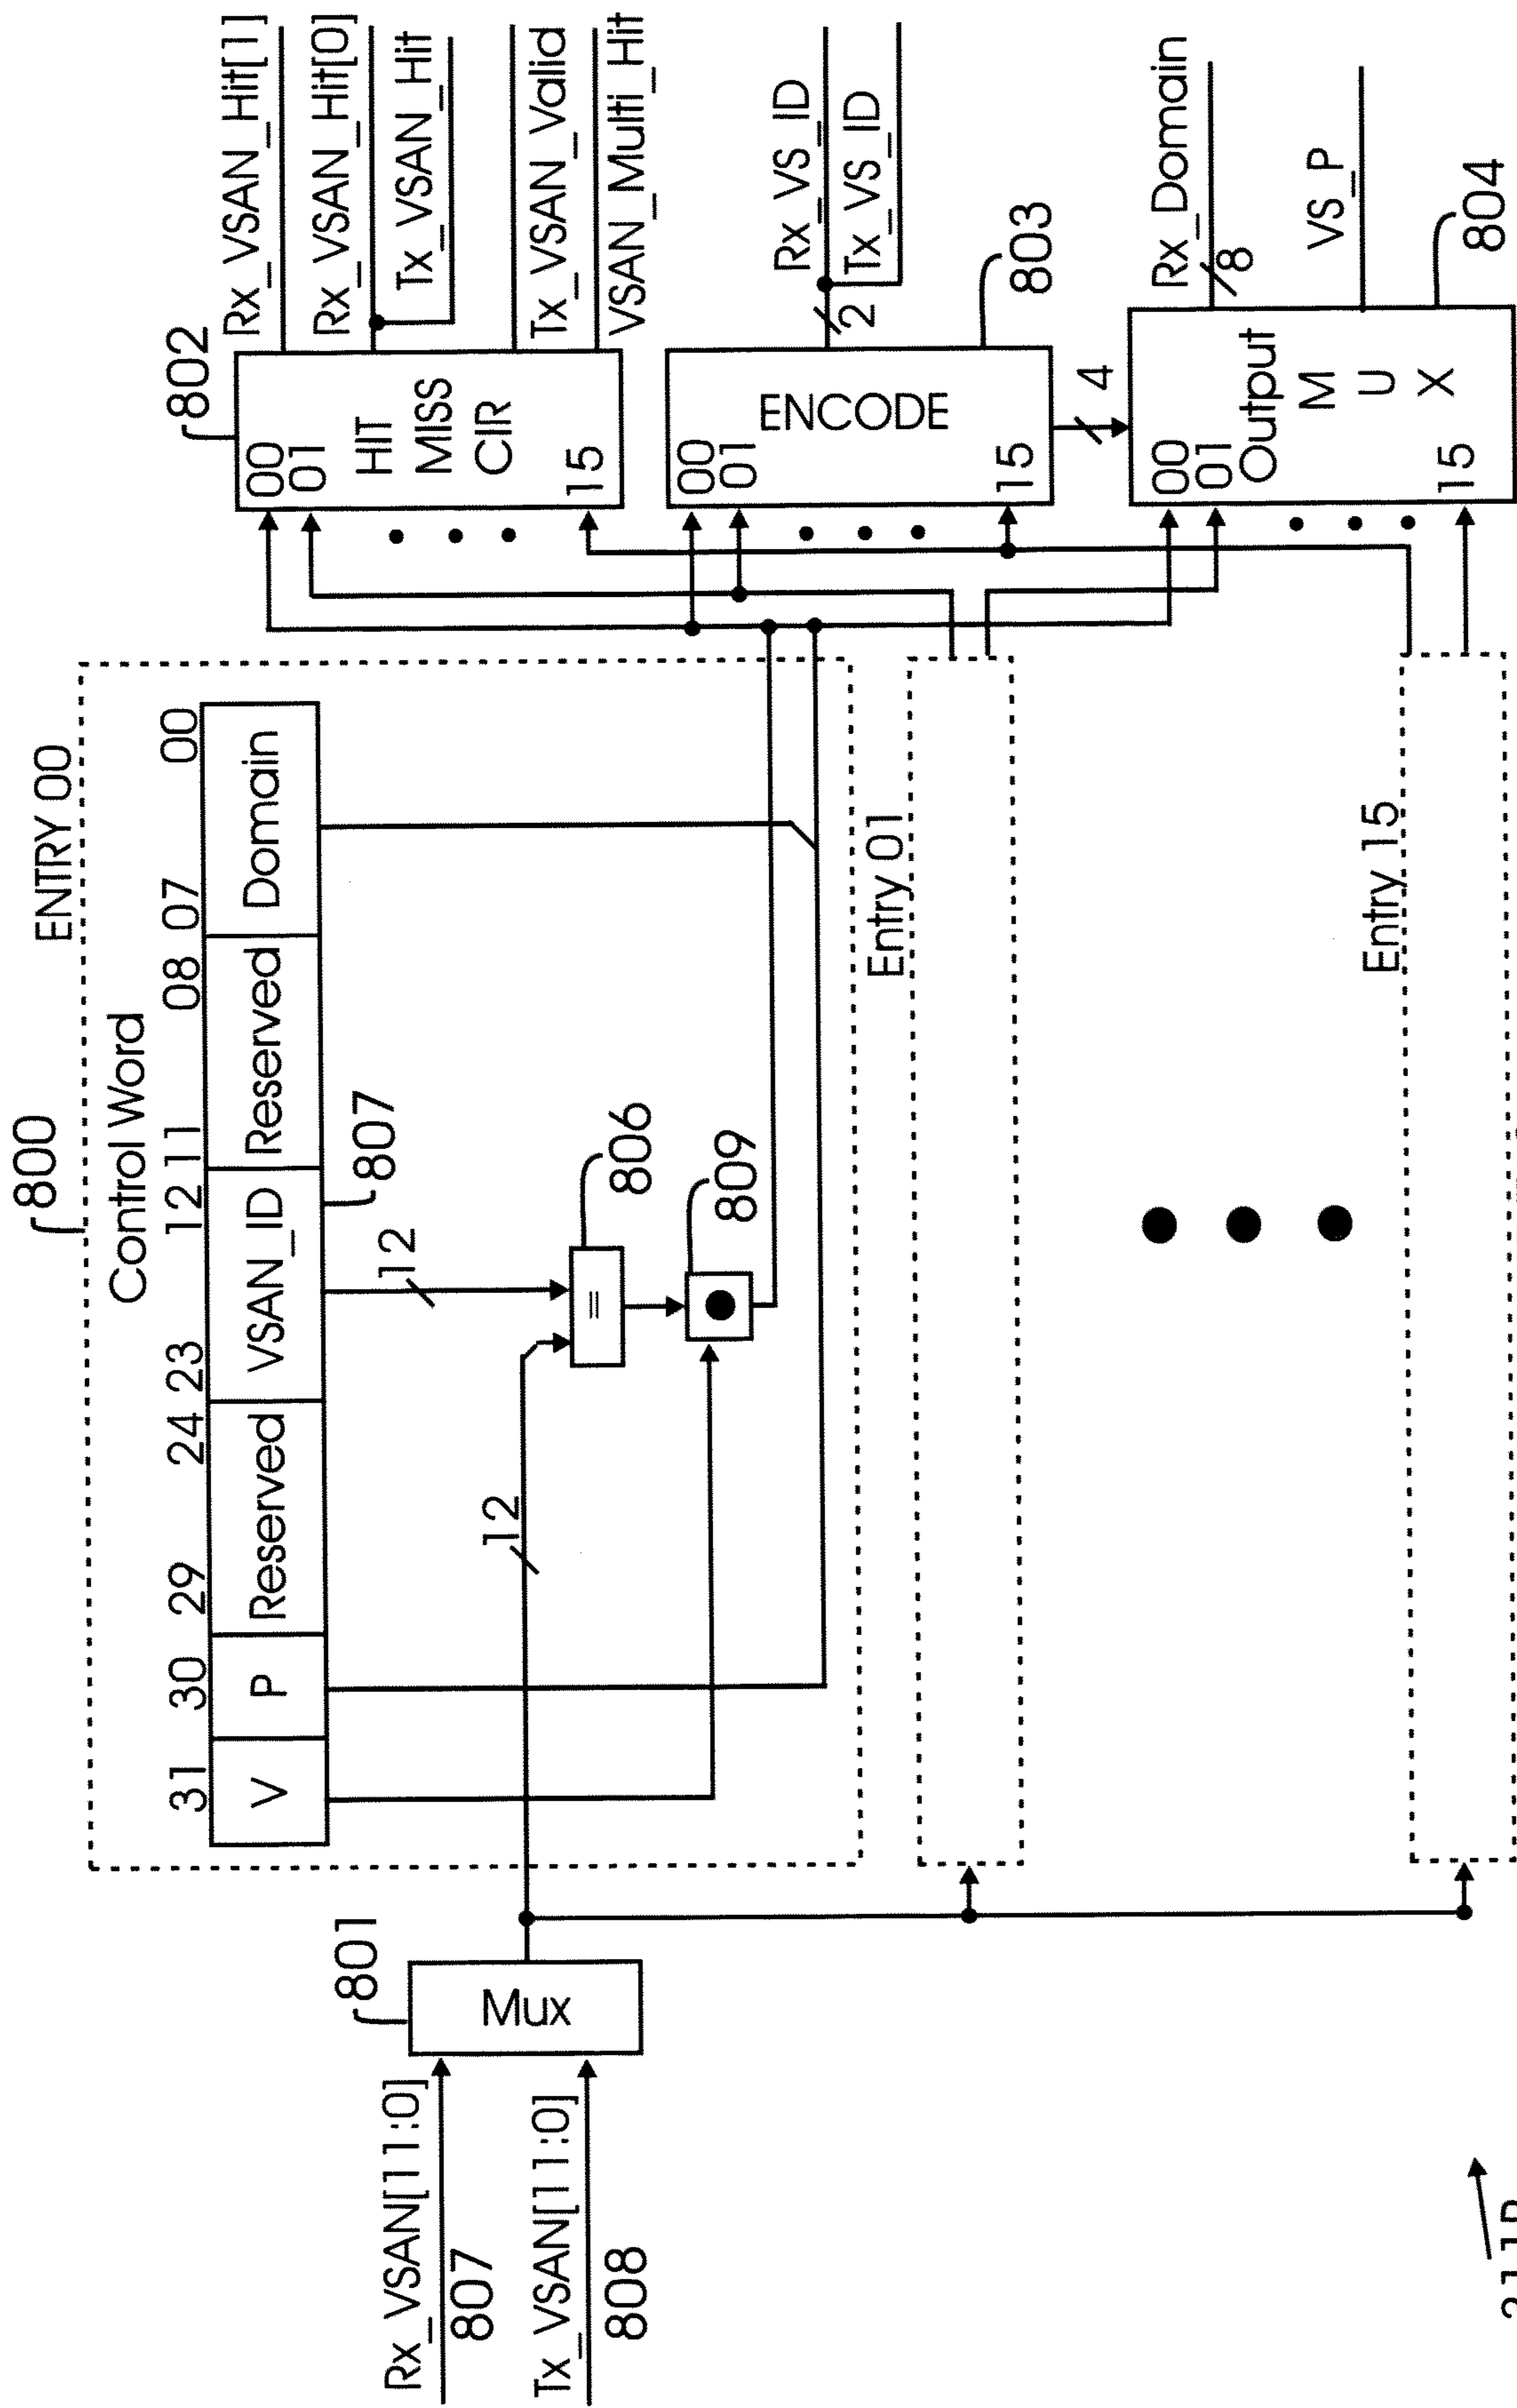 800
ENTRY 00
Control Word
31
30
29
24
23
12
11
08
07
00
V
P
Reserved
VSAN_ID
Reserved
Domain
807
12
12
=
806
809
801
Mux
Rx_VSAN[11:0]
807
Tx_VSAN[11:0]
808
Entry 01
Entry 15
802
00
01
15
HIT
MISS
CIR
Rx_VSAN_Hit[1]
Rx_VSAN_Hit[0]
Tx_VSAN_Hit
Tx_VSAN_Valid
VSAN_Multi_Hit
00
01
15
ENCODE
2
Rx_VS_ID
Tx_VS_ID
803
4
00
01
15
Output
M
U
X
Rx_Domain
8
VS_P
804